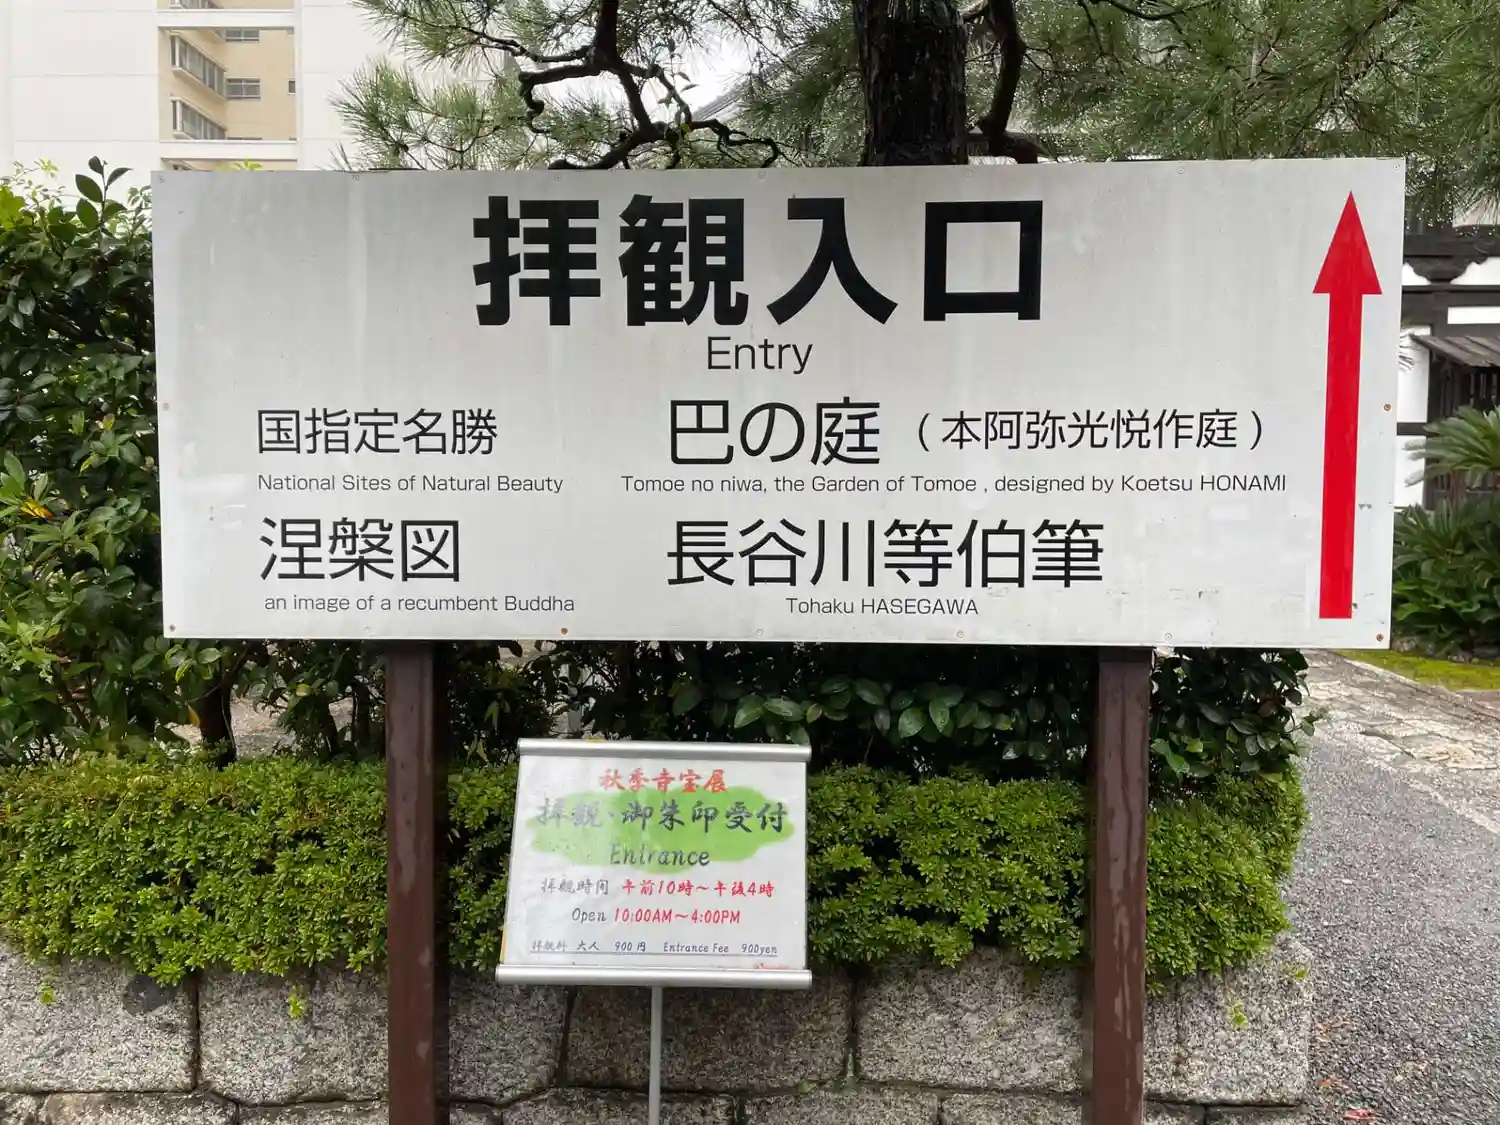 拝観入口
Entry
国指定名勝 巴の庭 (本阿弥光悦作庭)
National Sites of Natural Beauty Tomoe no niwa, the Garden of Tomoe , designed by Koetsu HONAMI
涅槃図 長谷川等伯筆
an image of a recumbent Buddha Tohaku HASEGAWA
秋季寺宝展
拝観·御朱印受付
Entrance
拝観時間 午前10時～午後4時
Open 10:00AM～4:00PM
拝観料 大人 900円 Entrance Fee 900yen